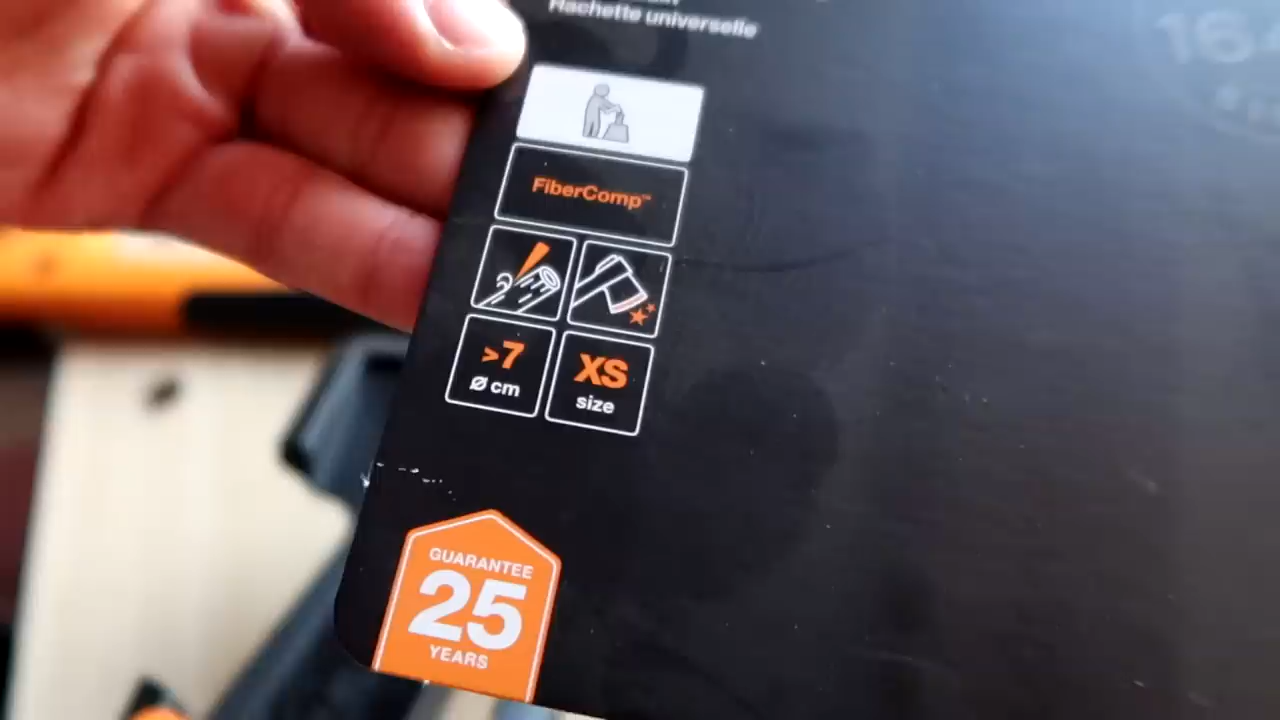 Hachette universelle
FiberComp™
>7
Ø cm
XS
size
GUARANTEE
25
YEARS